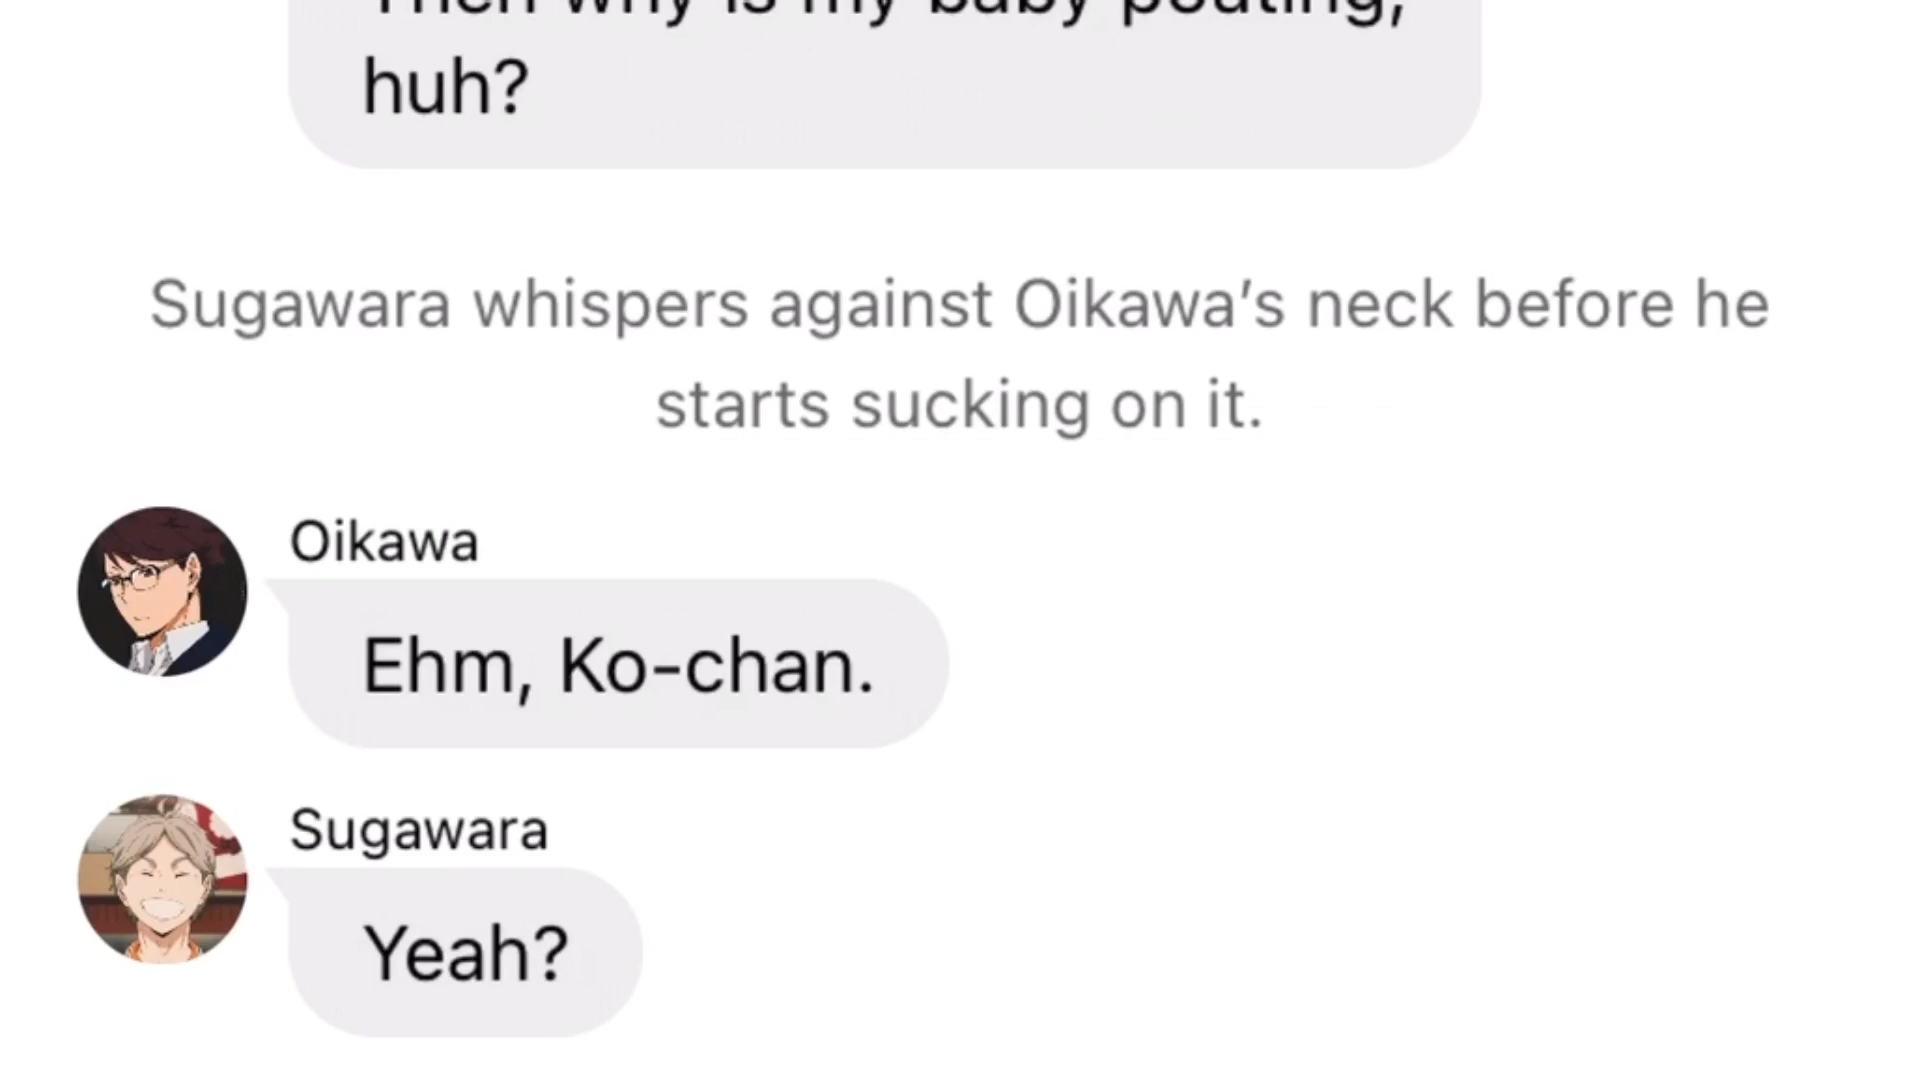 Then why is my baby pouting,
huh?
Sugawara whispers against Oikawa’s neck before he
starts sucking on it.
Oikawa
Ehm, Ko-chan.
Sugawara
Yeah?